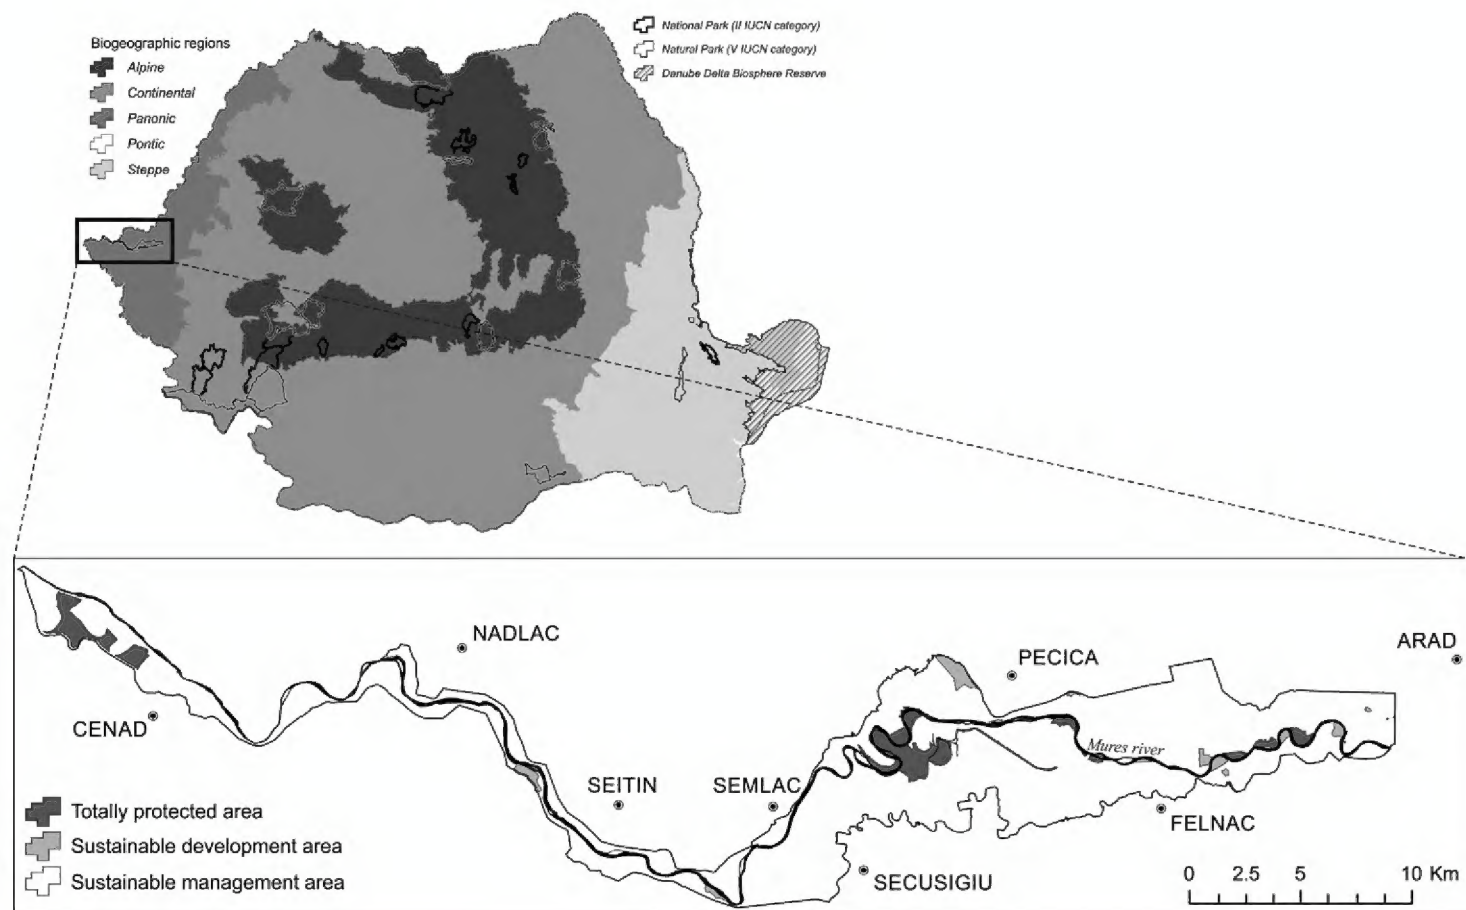 Biogeographic regions
Alpine
Continental
Panonic
Pontic
Steppe
National Park (II IUCN category)
Natural Park (V IUCN category)
Danube Delta Biosphere Reserve
NADLAC
PECICA
ARAD
CENAD
Mures river
SEITIN
SEMLAC
FELNAC
SECUSIGIU
Totally protected area
Sustainable development area
Sustainable management area
0 2.5 5 10 Km